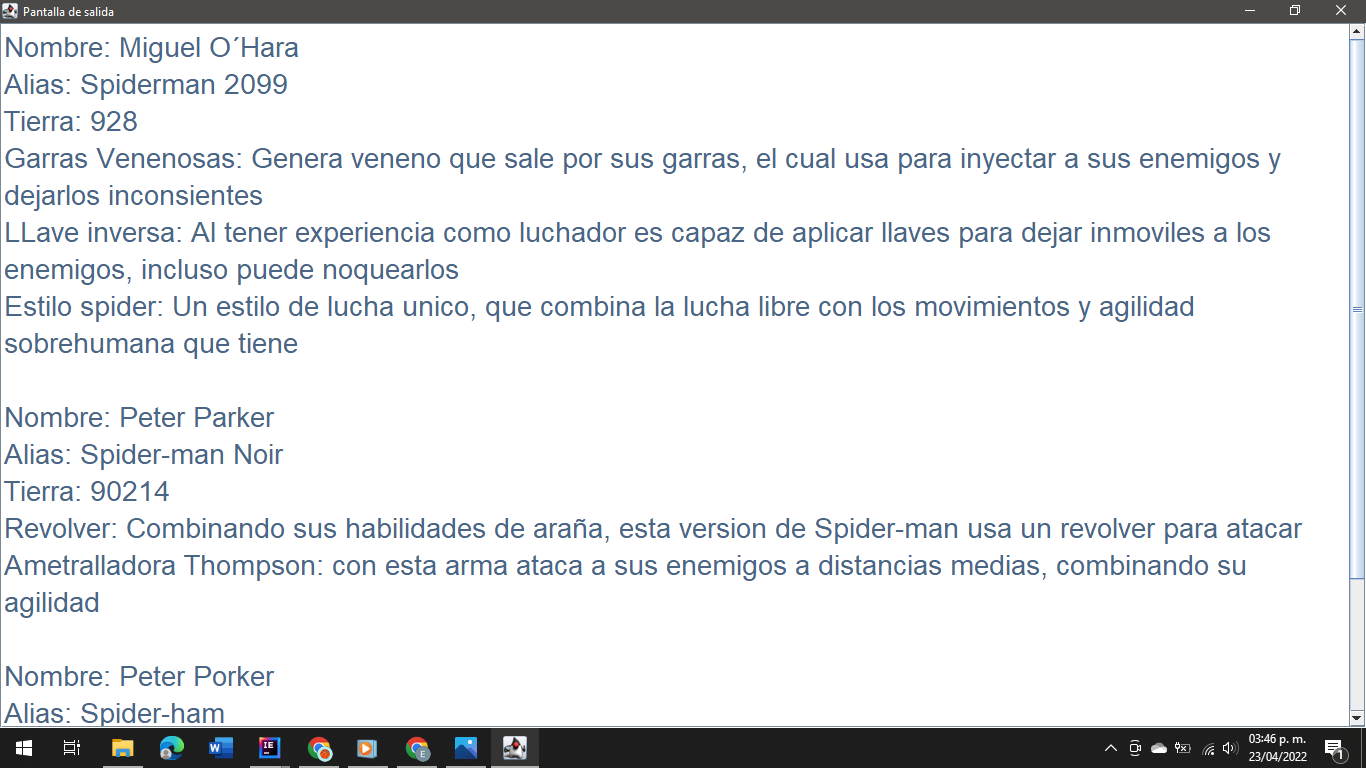 Pantalla de salida
Nombre: Miguel O´Hara
Alias: Spiderman 2099
Tierra: 928
Garras Venenosas: Genera veneno que sale por sus garras, el cual usa para inyectar a sus enemigos y
dejarlos inconsientes
LLave inversa: Al tener experiencia como luchador es capaz de aplicar llaves para dejar inmoviles a los
enemigos, incluso puede noquearlos
Estilo spider: Un estilo de lucha unico, que combina la lucha libre con los movimientos y agilidad
sobrehumana que tiene
Nombre: Peter Parker
Alias: Spider-man Noir
Tierra: 90214
Revolver: Combinando sus habilidades de araña, esta version de Spider-man usa un revolver para atacar
Ametralladora Thompson: con esta arma ataca a sus enemigos a distancias medias, combinando su
agilidad
Nombre: Peter Porker
Alias: Spider-ham
W
IE
E
03:46 p. m.
23/04/2022
1